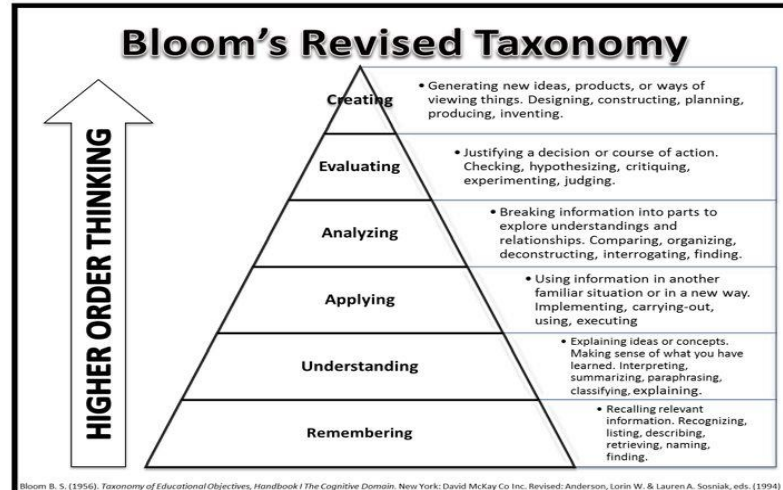 Bloom's Revised Taxonomy
HIGHER ORDER THINKING
Creating
• Generating new ideas, products, or ways of
viewing things. Designing, constructing, planning,
producing, inventing.
Evaluating
• Justifying a decision or course of action.
Checking, hypothesizing, critiquing,
experimenting, judging.
Analyzing
• Breaking information into parts to
explore understandings and
relationships. Comparing, organizing,
deconstructing, interrogating, finding.
Applying
• Using information in another
familiar situation or in a new way.
Implementing, carrying-out,
using, executing
Understanding
• Explaining ideas or concepts.
Making sense of what you have
learned. Interpreting,
summarizing, paraphrasing,
classifying, explaining.
Remembering
• Recalling relevant
information. Recognizing,
listing, describing,
retrieving, naming,
finding.
Bloom B. S. (1956). Taxonomy of Educational Objectives, Handbook I The Cognitive Domain. New York: David McKay Co Inc. Revised: Anderson, Lorin W. & Lauren A. Sosniak, eds. (1994)